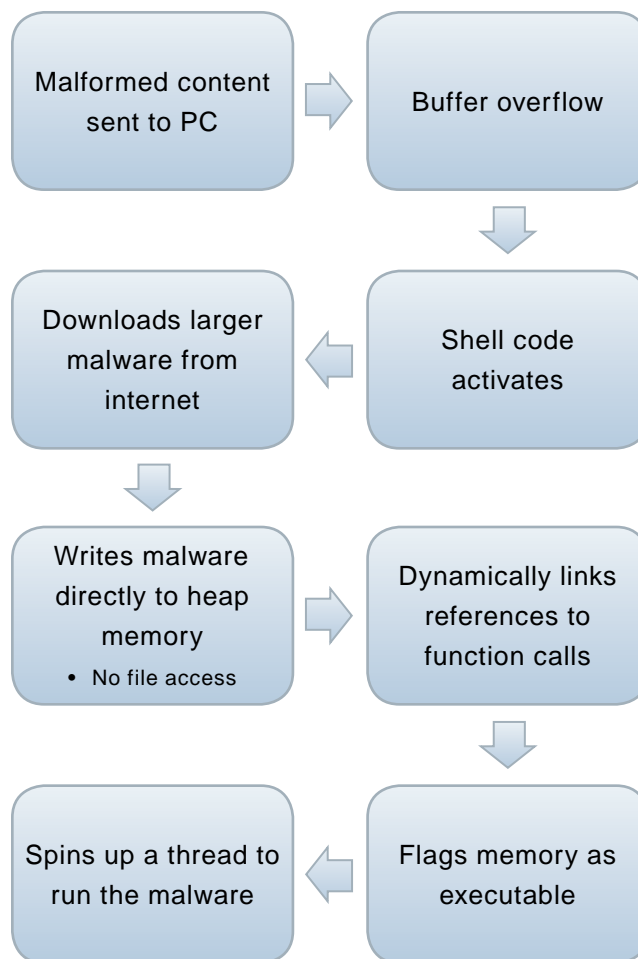 Malformed content
sent to PC
Buffer overflow
Shell code
activates
Downloads larger
malware from
internet
Writes malware
directly to heap
memory
• No file access
Dynamically links
references to
function calls
Flags memory as
executable
Spins up a thread to
run the malware